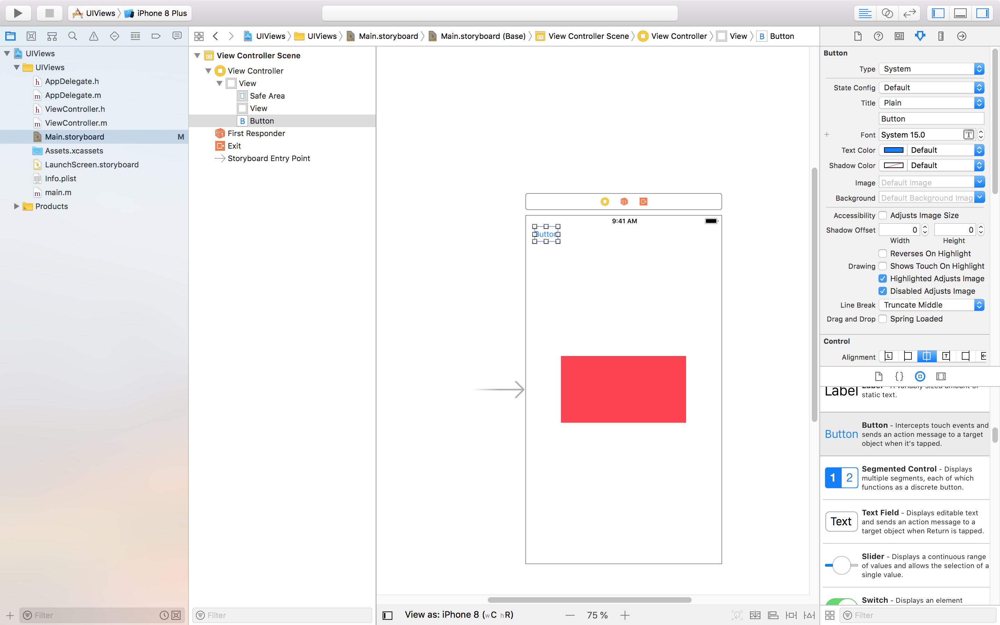 UIViews iPhone 8 Plus
UIViews UIViews Main.storyboard Main.storyboard (Base) View Controller Scene View Controller View B Button
UIViews
UIViews
h AppDelegate.h
m AppDelegate.m
h ViewController.h
m ViewController.m
Main.storyboard M
Assets.xcassets
LaunchScreen.storyboard
Info.plist
m main.m
Products
Filter
View Controller Scene
View Controller
View
Safe Area
View
B Button
First Responder
Exit
Storyboard Entry Point
Filter
9:41 AM
Button
View as: iPhone 8 (wC hR)
75 %
Button
Type System
State Config Default
Title Plain
Button
Font System 15.0 T
Text Color Default
Shadow Color Default
Image Default Image
Background Default Background Imag
Accessibility Adjusts Image Size
Shadow Offset 0 0
Width Height
Reverses On Highlight
Drawing Shows Touch On Highlight
Highlighted Adjusts Image
Disabled Adjusts Image
Line Break Truncate Middle
Drag and Drop Spring Loaded
Control
Alignment L T
{}
Label Label - A variably sized amount of
static text.
Button Button - Intercepts touch events and
sends an action message to a target
object when it's tapped.
1 2 Segmented Control - Displays
multiple segments, each of which
functions as a discrete button.
Text Text Field - Displays editable text
and sends an action message to a
target object when Return is tapped.
Slider - Displays a continuous range
of values and allows the selection of a
single value.
Switch - Displays an element
Filter